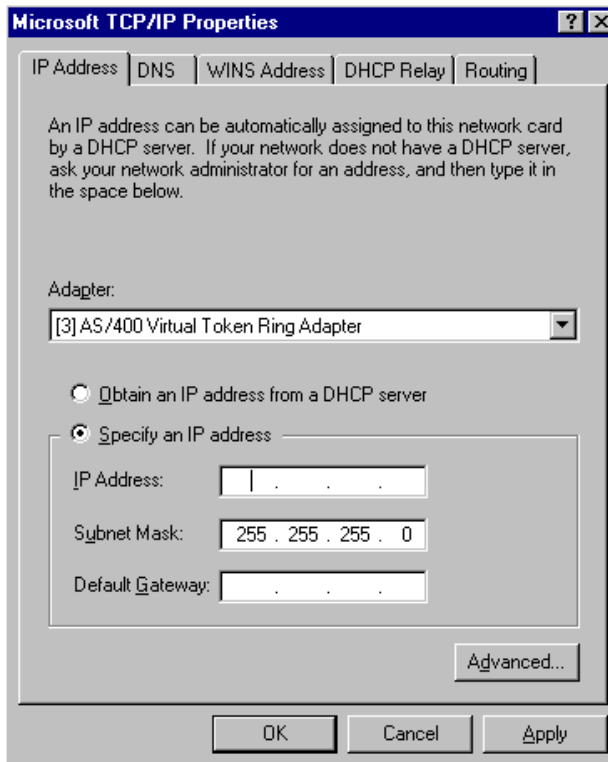 Microsoft TCP/IP Properties ? X
IP Address DNS WINS Address DHCP Relay Routing
An IP address can be automatically assigned to this network card
by a DHCP server. If your network does not have a DHCP server,
ask your network administrator for an address, and then type it in
the space below.
Adapter:
[3] AS/400 Virtual Token Ring Adapter
Obtain an IP address from a DHCP server
Specify an IP address
IP Address: . . .
Subnet Mask: 255 . 255 . 255 . 0
Default Gateway: . . .
Advanced...
OK Cancel Apply